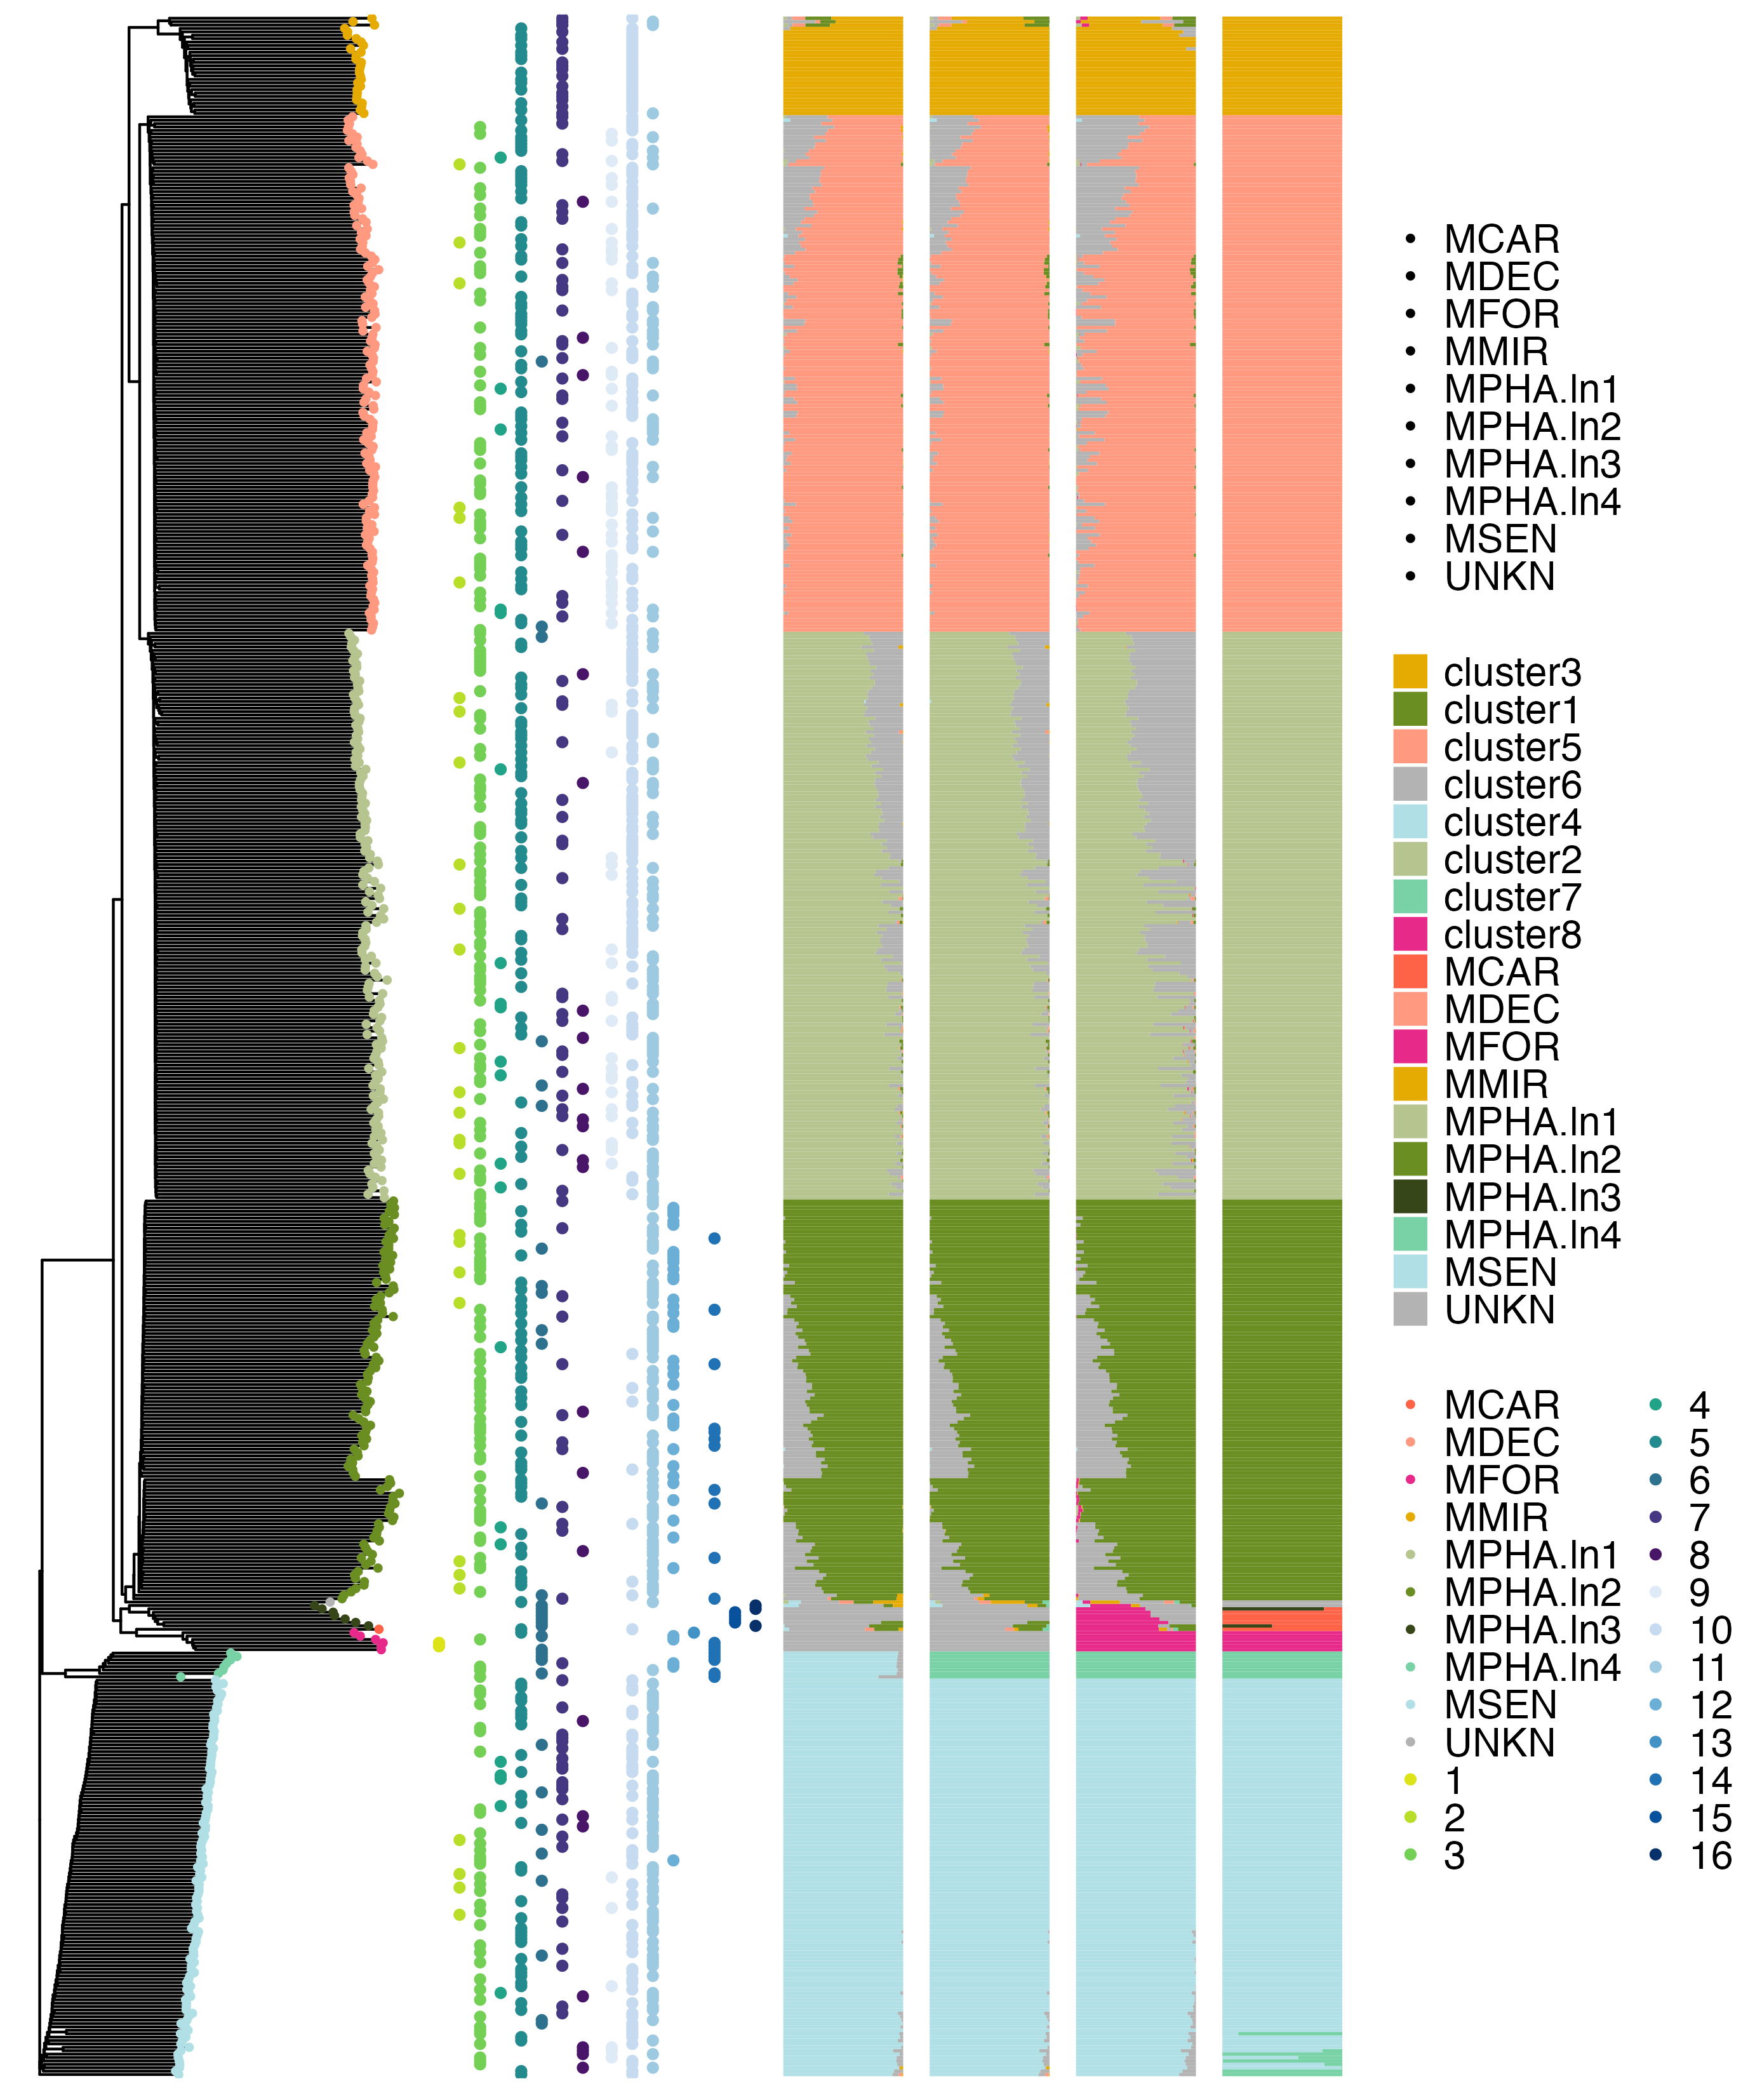 MCAR
MDEC
MFOR
MMIR
MPHA.ln1
MPHA.ln2
MPHA.ln3
MPHA.ln4
MSEN
UNKN
cluster3
cluster1
cluster5
cluster6
cluster4
cluster2
cluster7
cluster8
MCAR
MDEC
MFOR
MMIR
MPHA.ln1
MPHA.ln2
MPHA.ln3
MPHA.ln4
MSEN
UNKN
MCAR
MDEC
MFOR
MMIR
MPHA.ln1
MPHA.ln2
MPHA.ln3
MPHA.ln4
MSEN
UNKN
1
2
3
4
5
6
7
8
9
10
11
12
13
14
15
16